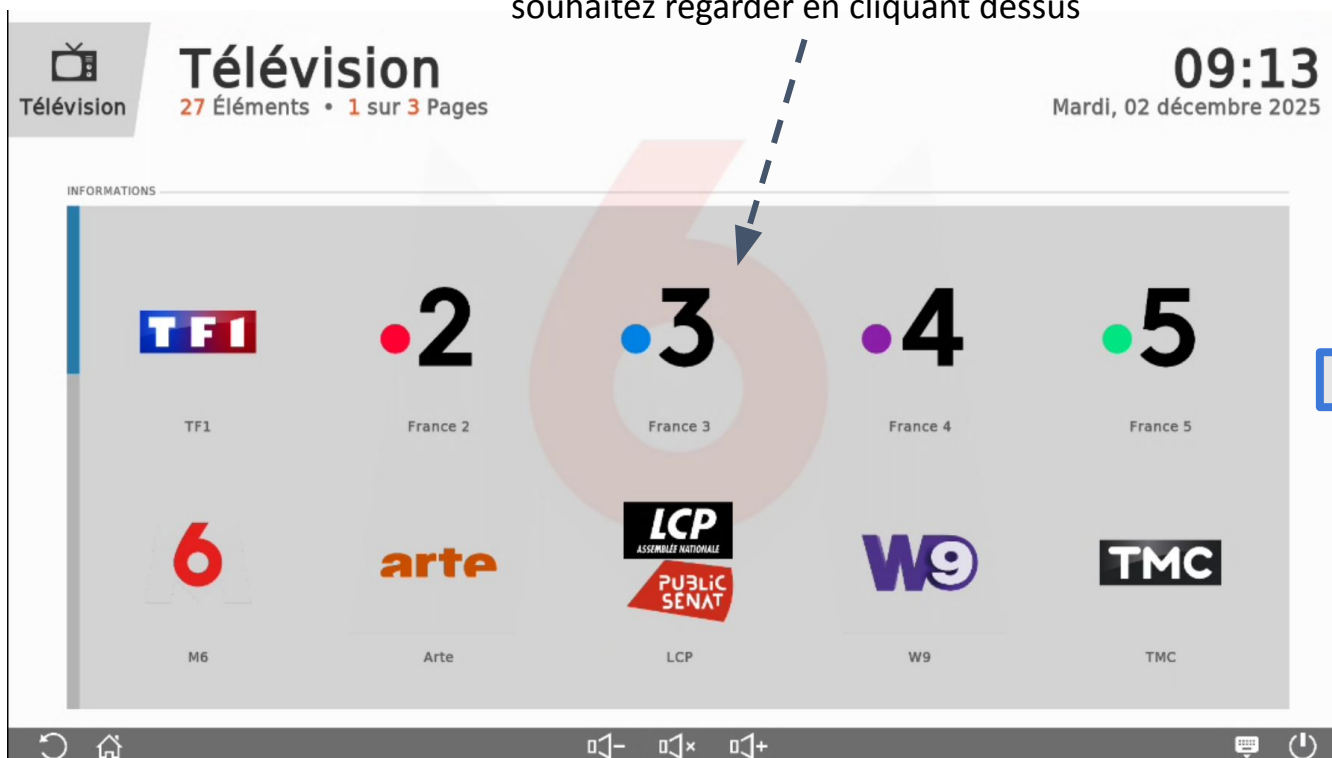 souhaitez regarder en cliquant dessus
Télévision
Télévision
27 Éléments • 1 sur 3 Pages
09:13
Mardi, 02 décembre 2025
INFORMATIONS
TF1
2
3
4
5
TF1
France 2
France 3
France 4
France 5
6
arte
LCP
ASSEMBLÉE NATIONALE
PUBLIC
SÉNAT
W9
TMC
M6
Arte
LCP
W9
TMC